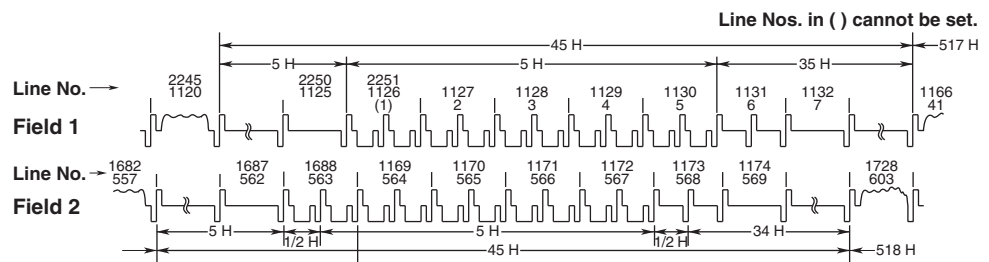 Line Nos. in ( ) cannot be set.
45 H 517 H
5 H 5 H 35 H
Line No. 2245 2250 2251 1127 1128 1129 1130 1131 1132 1166
1120 1125 1126 2 3 4 5 6 7 41
(1)
Field 1
Line No. 1682 1687 1688 1169 1170 1171 1172 1173 1174 1728
557 562 563 564 565 566 567 568 569 603
Field 2
5 H 1/2 H 5 H 1/2 H 34 H
45 H 518 H